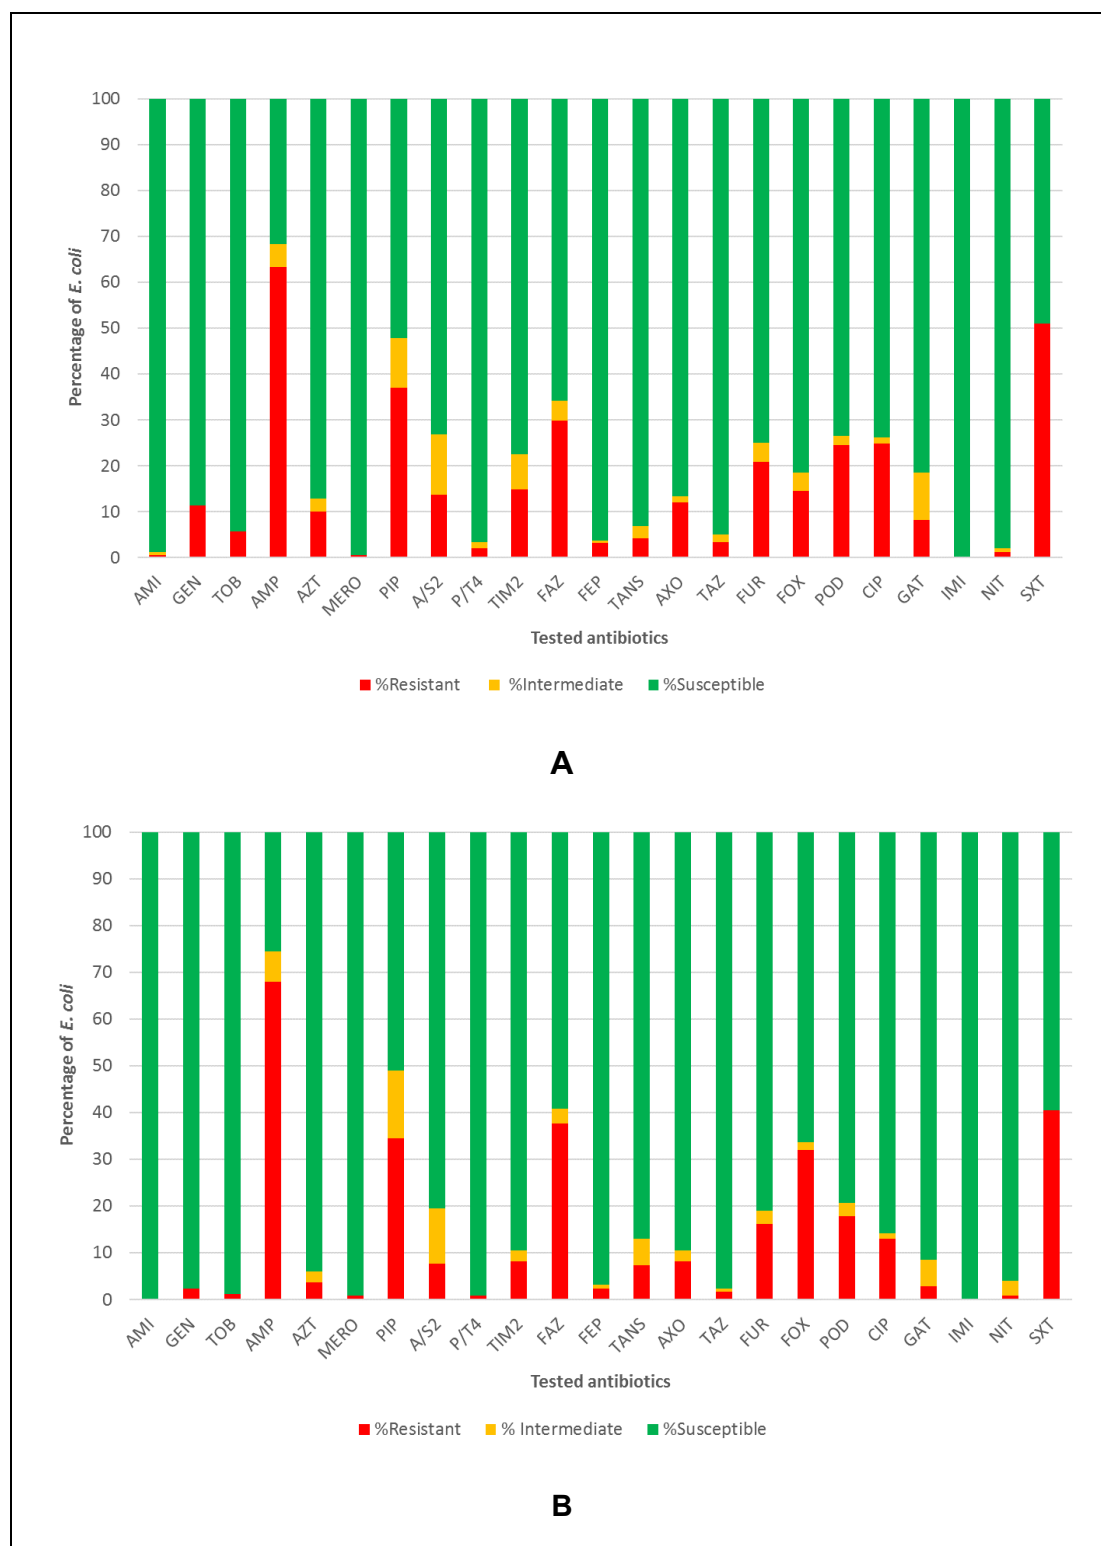 100
90
80
70
60
50
40
30
20
10
0
Percentage of E. coli
AMI GEN TOB AMP AZT MERO PIP A/S2 P/T4 TIM2 FAZ FEP TANS AXO TAZ FUR FOX POD CIP GAT IMI NIT SXT
Tested antibiotics
%Resistant %Intermediate %Susceptible
A
100
90
80
70
60
50
40
30
20
10
0
Percentage of E. coli
AMI GEN TOB AMP AZT MERO PIP A/S2 P/T4 TIM2 FAZ FEP TANS AXO TAZ FUR FOX POD CIP GAT IMI NIT SXT
Tested antibiotics
%Resistant % Intermediate %Susceptible
B